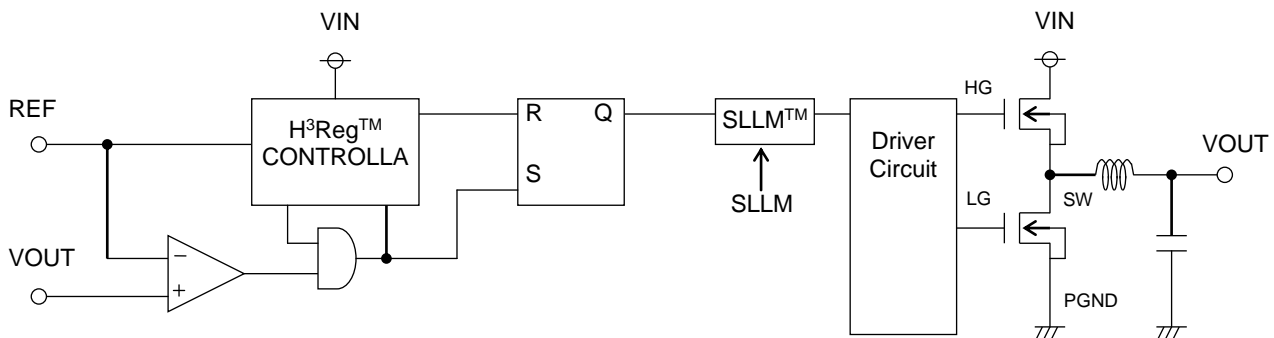 VIN
VIN
REF
H³Reg™
CONTROLLA
R
Q
S
SLLM™
SLLM
Driver
Circuit
HG
LG
SW
VOUT
VOUT
−
+
PGND